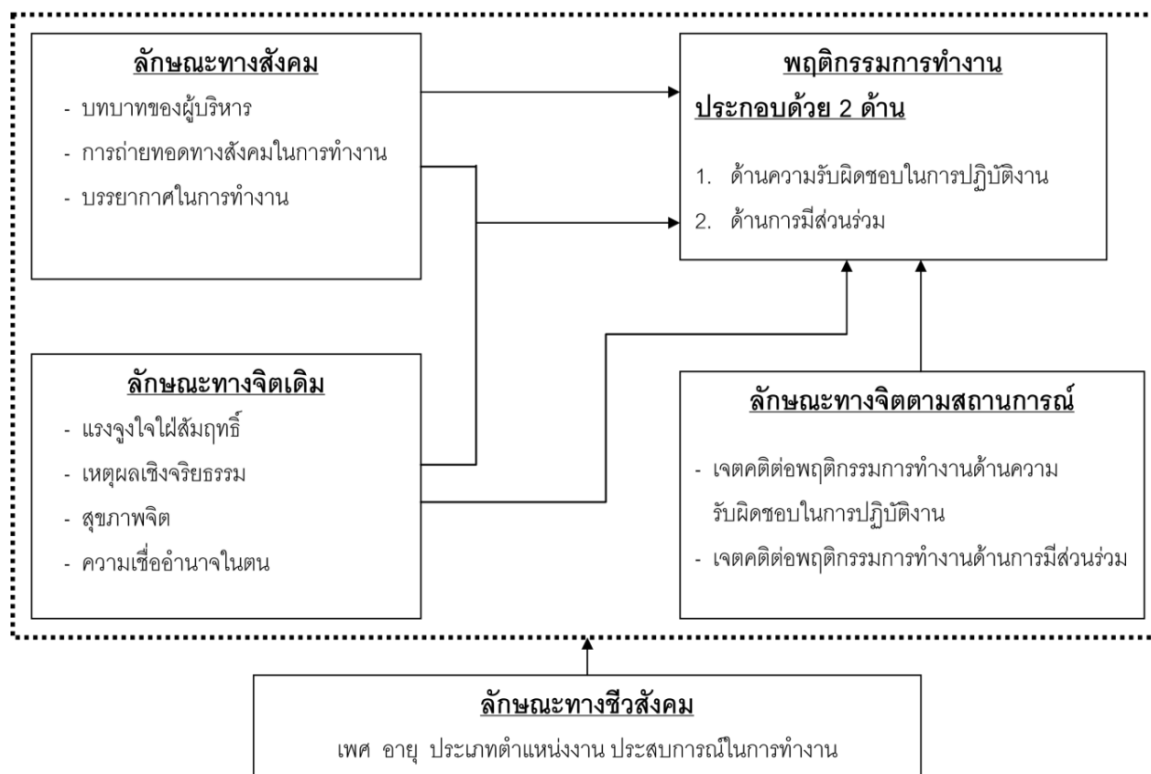 ลักษณะทางสังคม
- บทบาทของผู้บริหาร
- การถ่ายทอดทางสังคมในการทำงาน
- บรรยากาศในการทำงาน
พฤติกรรมการทำงาน
ประกอบด้วย 2 ด้าน
1. ด้านความรับผิดชอบในการปฏิบัติงาน
2. ด้านการมีส่วนร่วม
ลักษณะทางจิตเดิม
- แรงจูงใจใฝ่สัมฤทธิ์
- เหตุผลเชิงจริยธรรม
- สุขภาพจิต
- ความเชื่ออำนาจในตน
ลักษณะทางจิตตามสถานการณ์
- เจตคติต่อพฤติกรรมการทำงานด้านความ
รับผิดชอบในการปฏิบัติงาน
- เจตคติต่อพฤติกรรมการทำงานด้านการมีส่วนร่วม
ลักษณะทางชีวสังคม
เพศ อายุ ประเภทตำแหน่งงาน ประสบการณ์ในการทำงาน